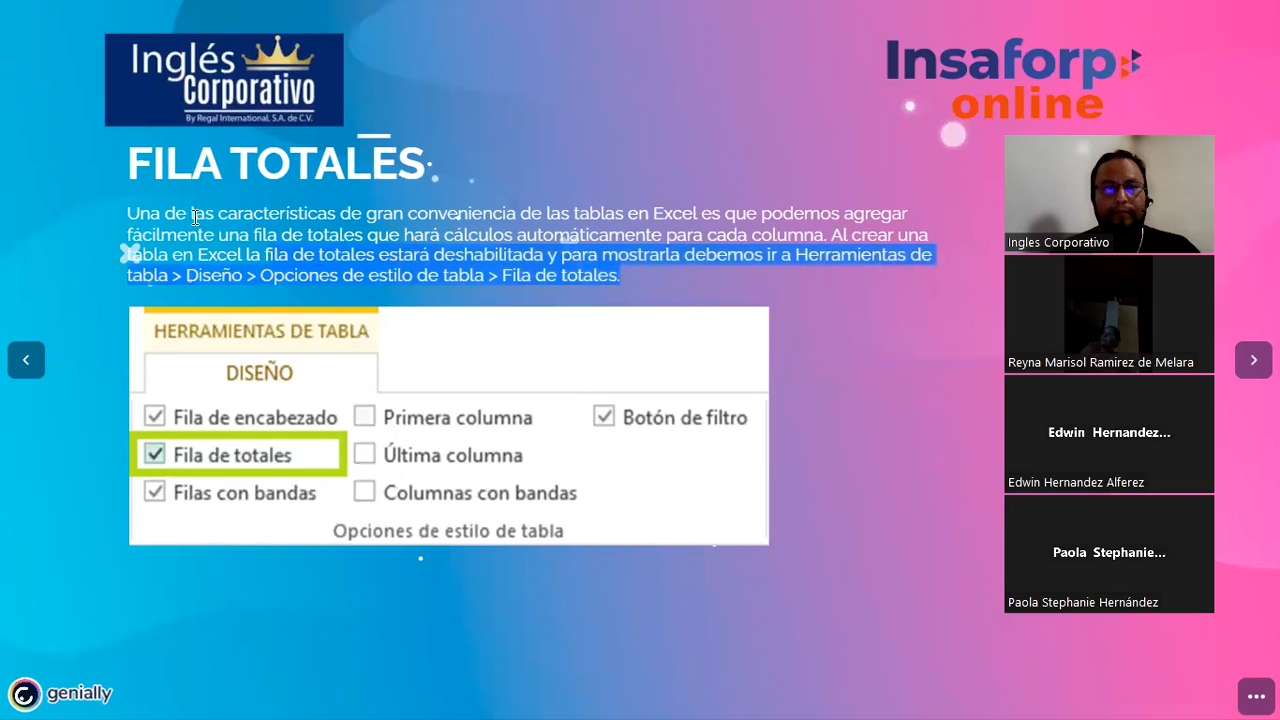 Inglés
Corporativo
By Regal International, S.A. de C.V.
Insaforp
online
FILA TOTALES
Una de las características de gran conveniencia de las tablas en Excel es que podemos agregar
fácilmente una fila de totales que hará cálculos automáticamente para cada columna. Al crear una
tabla en Excel la fila de totales estará deshabilitada y para mostrarla debemos ir a Herramientas de
tabla > Diseño > Opciones de estilo de tabla > Fila de totales.
HERRAMIENTAS DE TABLA
DISEÑO
Fila de encabezado Primera columna Botón de filtro
Fila de totales Última columna
Filas con bandas Columnas con bandas
Opciones de estilo de tabla
Ingles Corporativo
Reyna Marisol Ramirez de Melara
Edwin Hernandez...
Edwin Hernandez Alferez
Paola Stephanie...
Paola Stephanie Hernández
genially